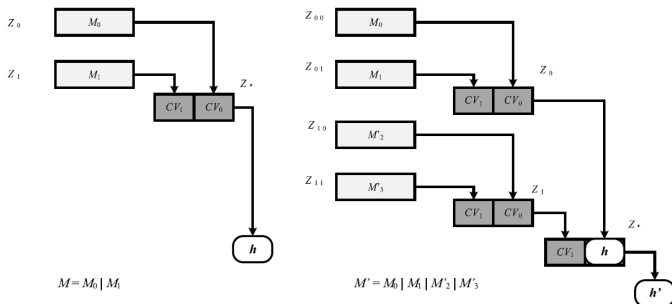 Z 0 M0
Z 1 M1
Z *
CV1 CV0
h
M = M0 | M1
Z 0 0 M0
Z 0 1 M1
Z 0
CV1 CV0
Z 1 0 M'2
Z 1 1 M'3
Z 1
CV1 CV0
Z *
CV1 h
h'
M' = M0 | M1 | M'2 | M'3